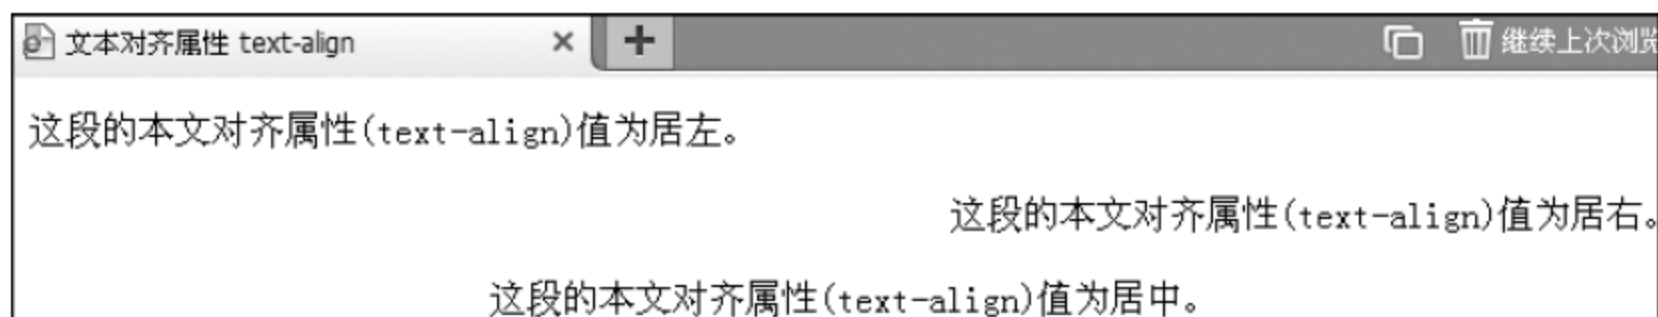 文本对齐属性 text-align
继续上次浏览
这段的本文对齐属性(text-align)值为居左。
这段的本文对齐属性(text-align)值为居右。
这段的本文对齐属性(text-align)值为居中。